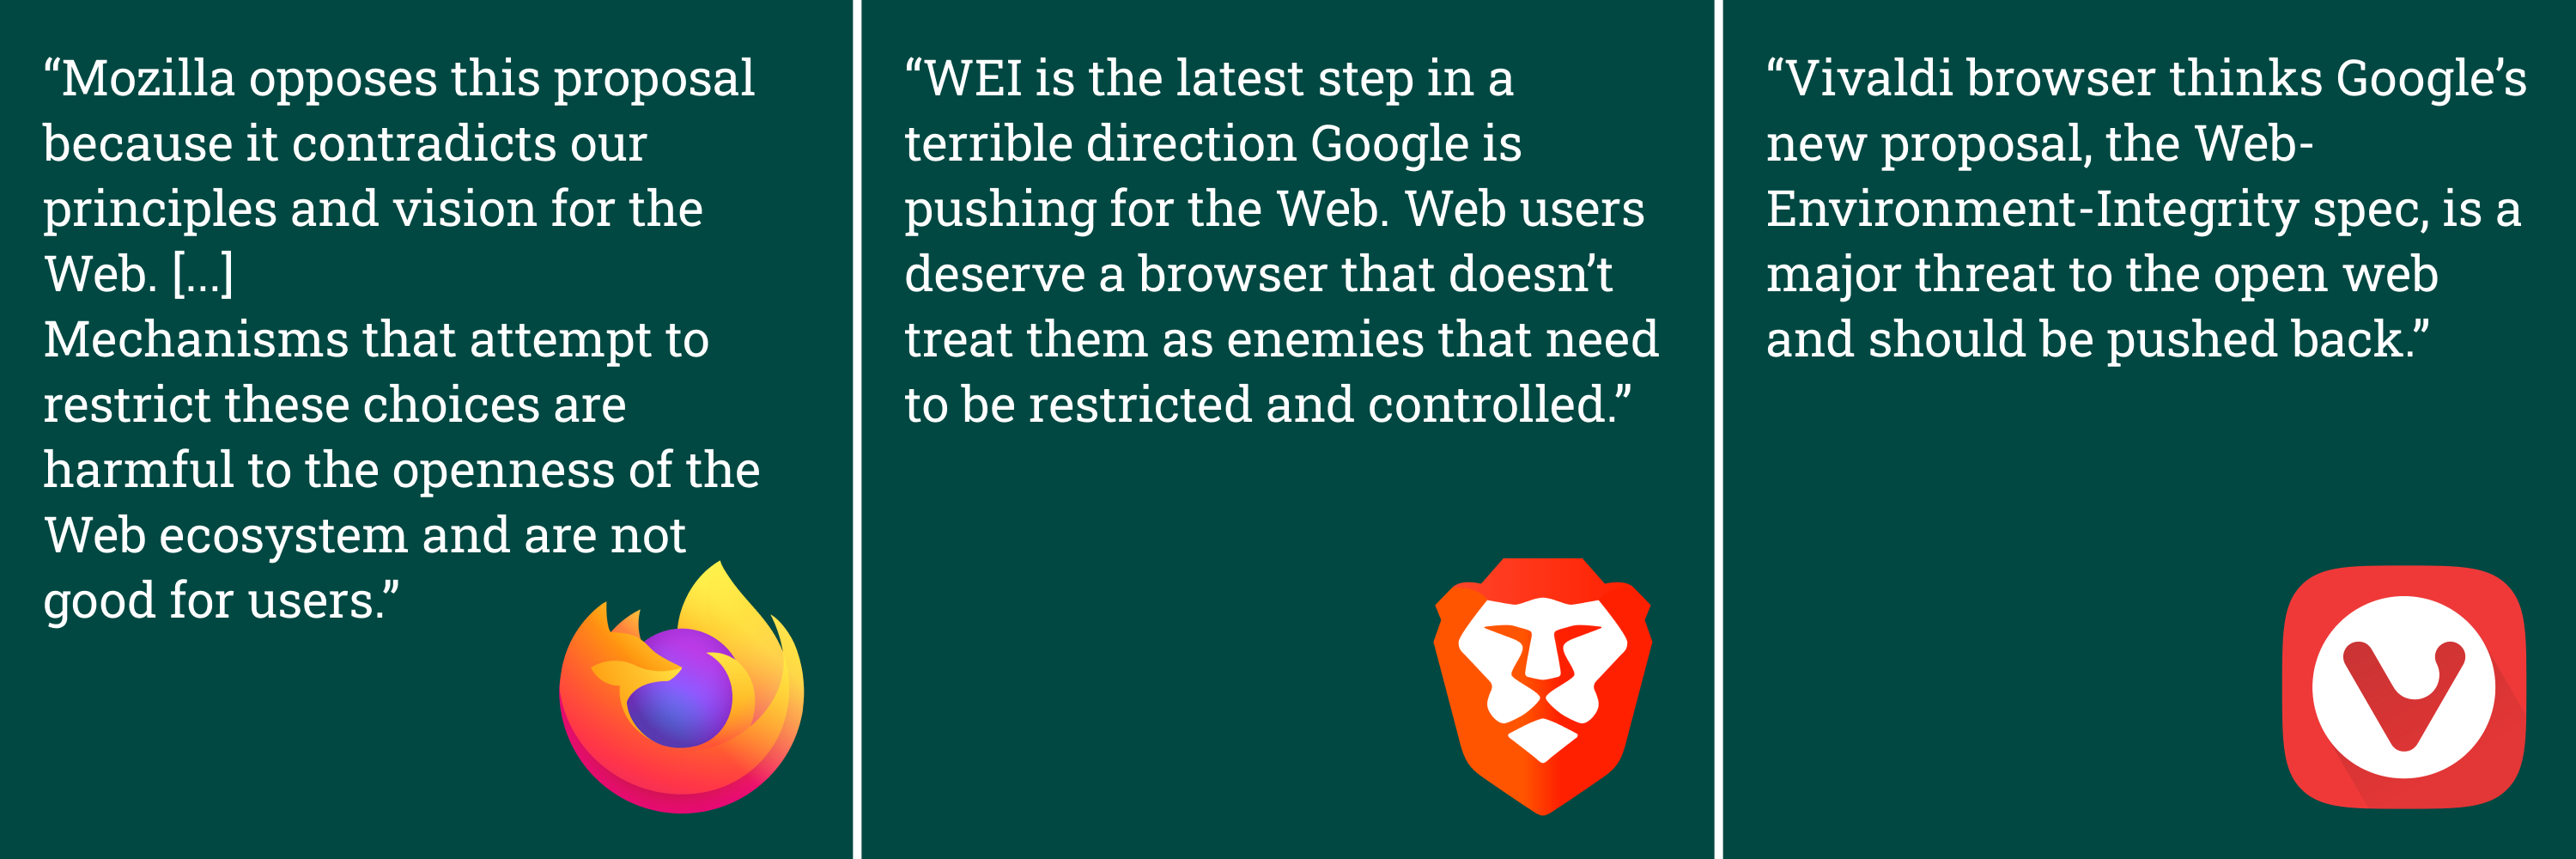 “Mozilla opposes this proposal
because it contradicts our
principles and vision for the
Web. [...]
Mechanisms that attempt to
restrict these choices are
harmful to the openness of the
Web ecosystem and are not
good for users.”
“WEI is the latest step in a
terrible direction Google is
pushing for the Web. Web users
deserve a browser that doesn’t
treat them as enemies that need
to be restricted and controlled.”
“Vivaldi browser thinks Google’s
new proposal, the Web-
Environment-Integrity spec, is a
major threat to the open web
and should be pushed back.”